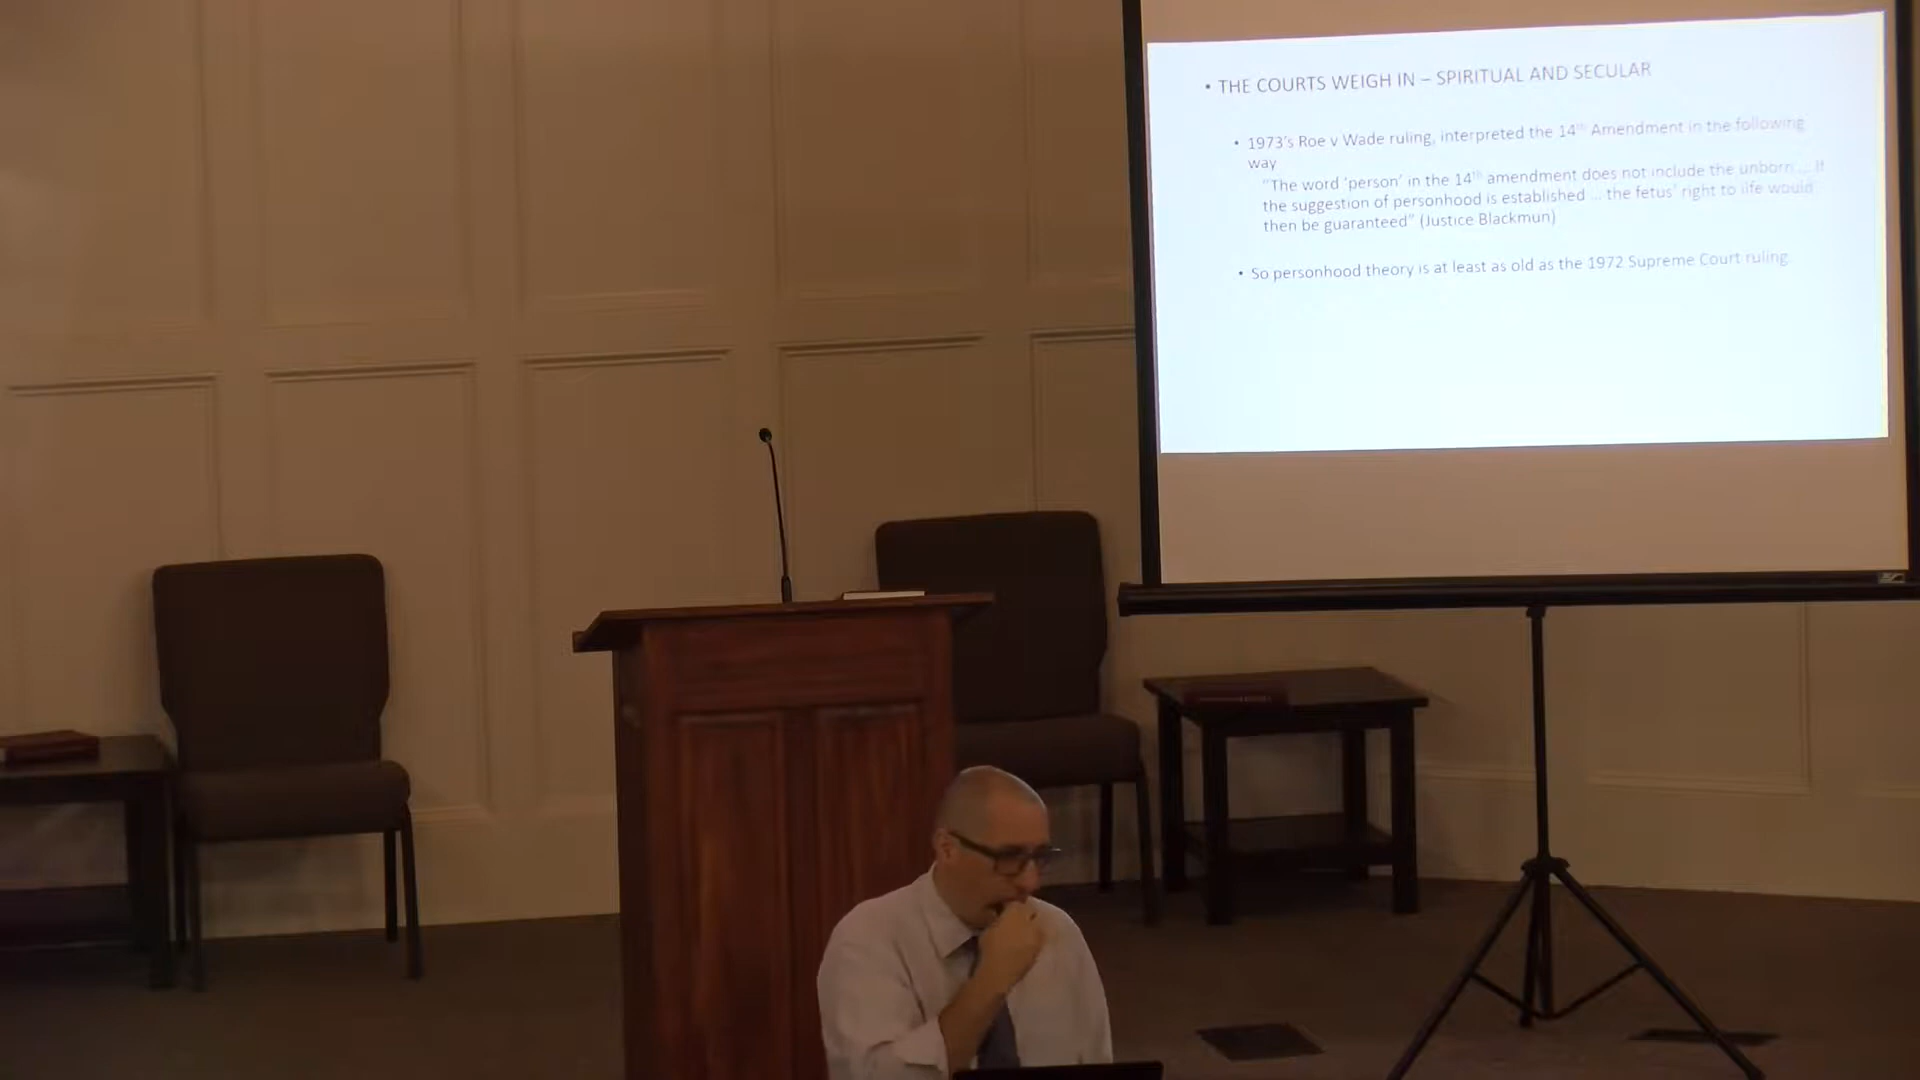 • THE COURTS WEIGH IN – SPIRITUAL AND SECULAR
• 1973's Roe v Wade ruling, interpreted the 14th Amendment in the following
way
"The word 'person' in the 14th amendment does not include the unborn ... If
the suggestion of personhood is established ... the fetus' right to life would
then be guaranteed" (Justice Blackmun)
• So personhood theory is at least as old as the 1972 Supreme Court ruling.